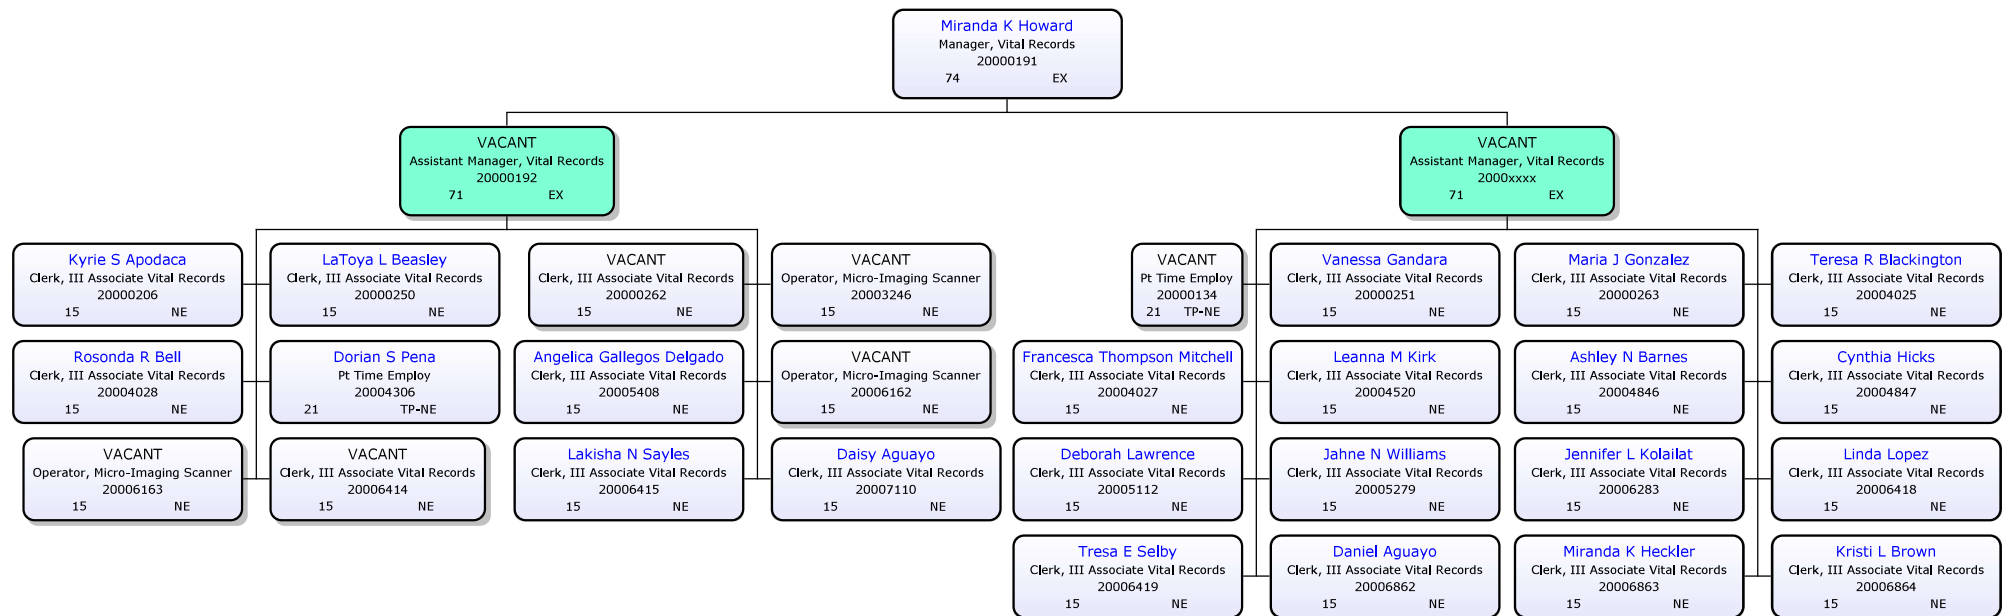 Miranda K Howard
Manager, Vital Records
20000191
74 EX
VACANT
Assistant Manager, Vital Records
20000192
71 EX
VACANT
Assistant Manager, Vital Records
2000xxxx
71 EX
Kyrie S Apodaca
Clerk, III Associate Vital Records
20000206
15 NE
LaToya L Beasley
Clerk, III Associate Vital Records
20000250
15 NE
VACANT
Clerk, III Associate Vital Records
20000262
15 NE
VACANT
Operator, Micro-Imaging Scanner
20003246
15 NE
VACANT
Pt Time Employ
20000134
21 TP-NE
Vanessa Gandara
Clerk, III Associate Vital Records
20000251
15 NE
Maria J Gonzalez
Clerk, III Associate Vital Records
20000263
15 NE
Teresa R Blackington
Clerk, III Associate Vital Records
20004025
15 NE
Rosonda R Bell
Clerk, III Associate Vital Records
20004028
15 NE
Dorian S Pena
Pt Time Employ
20004306
21 TP-NE
Angelica Gallegos Delgado
Clerk, III Associate Vital Records
20005408
15 NE
VACANT
Operator, Micro-Imaging Scanner
20006162
15 NE
Francesca Thompson Mitchell
Clerk, III Associate Vital Records
20004027
15 NE
Leanna M Kirk
Clerk, III Associate Vital Records
20004520
15 NE
Ashley N Barnes
Clerk, III Associate Vital Records
20004846
15 NE
Cynthia Hicks
Clerk, III Associate Vital Records
20004847
15 NE
VACANT
Operator, Micro-Imaging Scanner
20006163
15 NE
VACANT
Clerk, III Associate Vital Records
20006414
15 NE
Lakisha N Sayles
Clerk, III Associate Vital Records
20006415
15 NE
Daisy Aguayo
Clerk, III Associate Vital Records
20007110
15 NE
Deborah Lawrence
Clerk, III Associate Vital Records
20005112
15 NE
Jahne N Williams
Clerk, III Associate Vital Records
20005279
15 NE
Jennifer L Kolailat
Clerk, III Associate Vital Records
20006283
15 NE
Linda Lopez
Clerk, III Associate Vital Records
20006418
15 NE
Tresa E Selby
Clerk, III Associate Vital Records
20006419
15 NE
Daniel Aguayo
Clerk, III Associate Vital Records
20006862
15 NE
Miranda K Heckler
Clerk, III Associate Vital Records
20006863
15 NE
Kristi L Brown
Clerk, III Associate Vital Records
20006864
15 NE